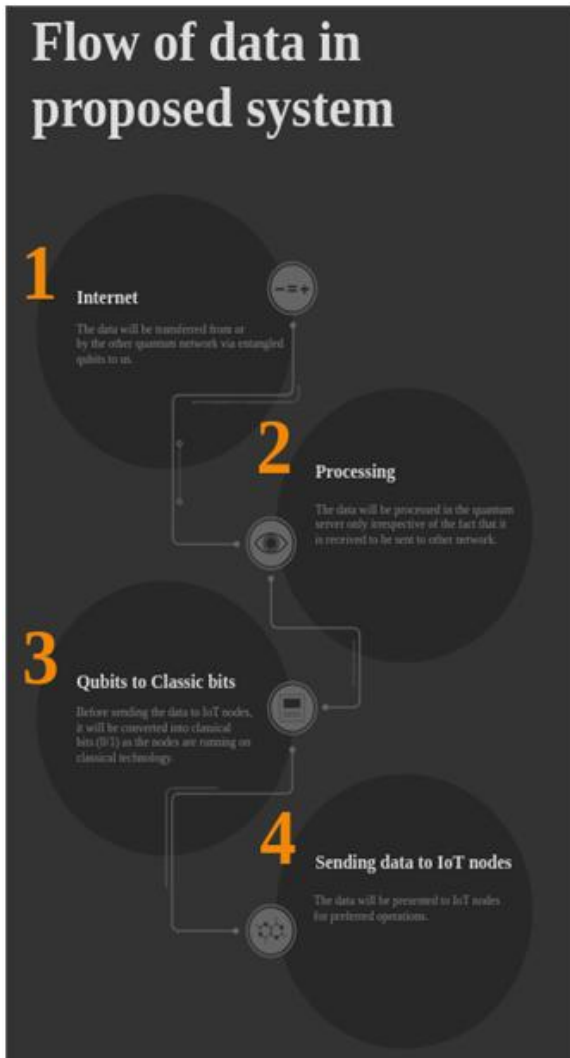 Flow of data in
proposed system
1
Internet
The data will be transferred from or
by the other quantum network via entangled
qubits to us.
2
Processing
The data will be processed in the quantum
server only irrespective of the fact that it
is received to be sent to other network.
3
Qubits to Classic bits
Before sending the data to IoT nodes,
it will be converted into classical
bits (0/1) as the nodes are running on
classical technology.
4
Sending data to IoT nodes
The data will be presented to IoT nodes
for preferred operations.